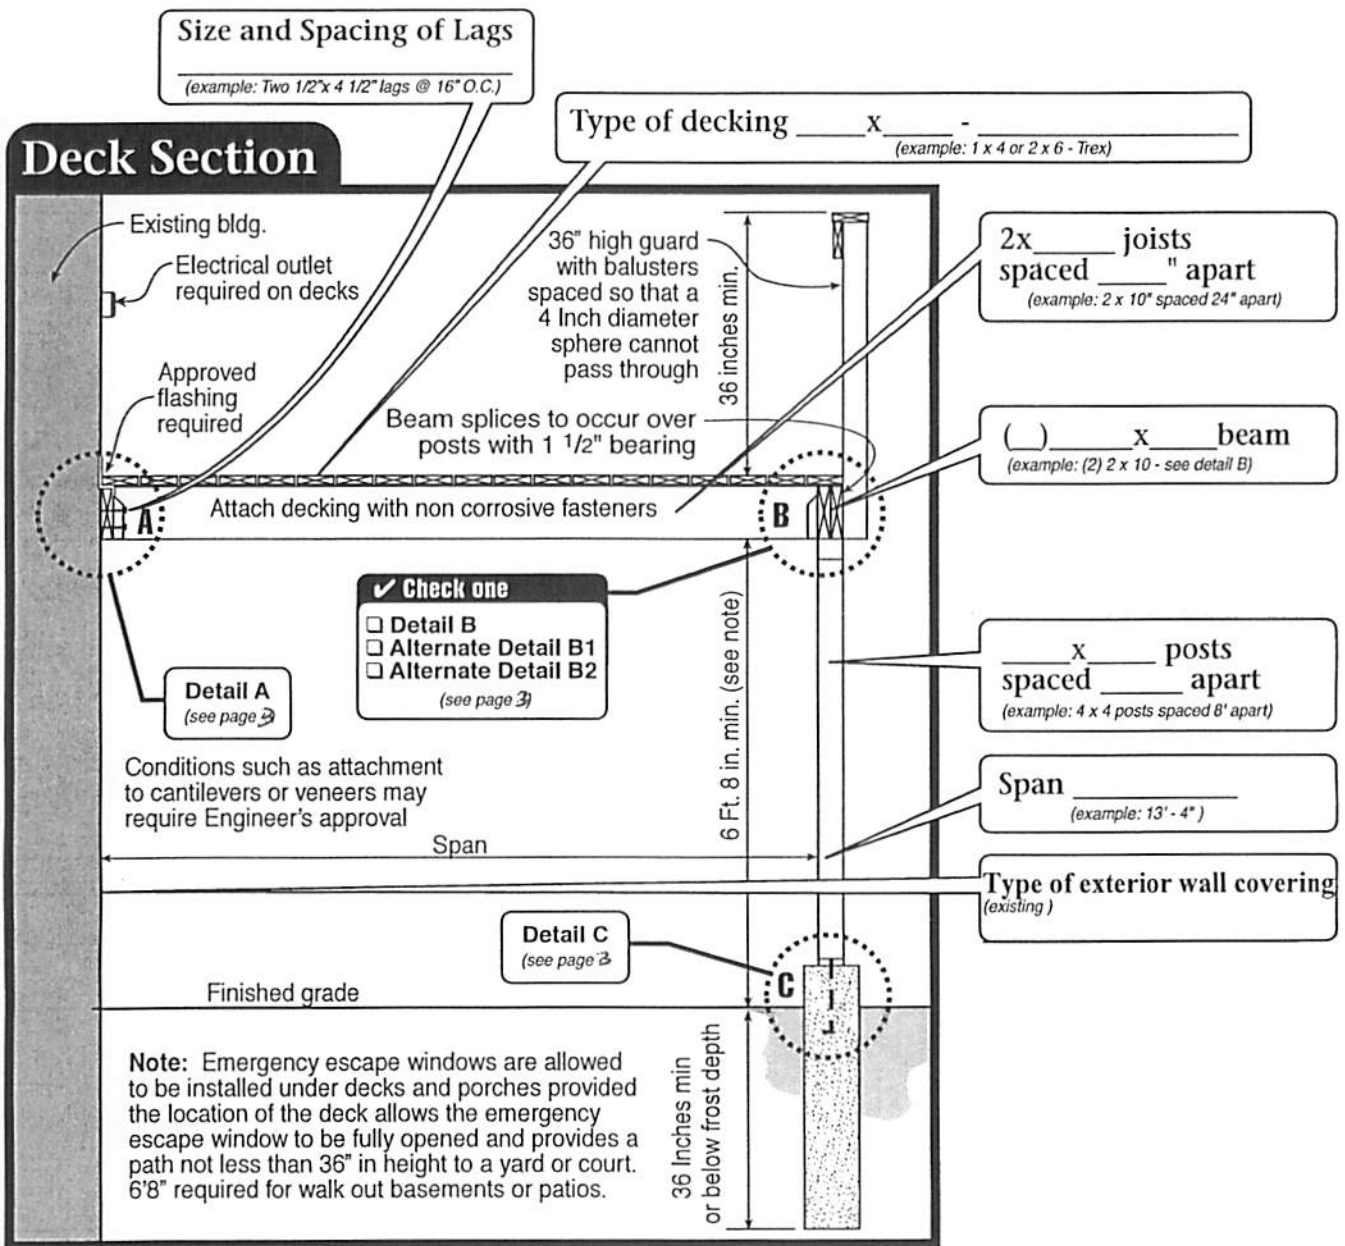 Size and Spacing of Lags
(example: Two 1/2"x 4 1/2" lags @ 16" O.C.)
Type of decking ____x____ - ______________
(example: 1 x 4 or 2 x 6 - Trex)
Deck Section
Existing bldg.
Electrical outlet
required on decks
Approved
flashing
required
36" high guard
with balusters
spaced so that a
4 Inch diameter
sphere cannot
pass through
36 inches min.
2x_____ joists
spaced ____" apart
(example: 2 x 10" spaced 24" apart)
Beam splices to occur over
posts with 1 1/2" bearing
(__)_____x____beam
(example: (2) 2 x 10 - see detail B)
A
Attach decking with non corrosive fasteners
B
✓ Check one
❏ Detail B
❏ Alternate Detail B1
❏ Alternate Detail B2
(see page 3)
Detail A
(see page 3
6 Ft. 8 in. min. (see note)
____x____ posts
spaced _____ apart
(example: 4 x 4 posts spaced 8' apart)
Conditions such as attachment
to cantilevers or veneers may
require Engineer's approval
Span __________
(example: 13' - 4" )
Span
Type of exterior wall covering
(existing )
Detail C
(see page 3
C
Finished grade
Note: Emergency escape windows are allowed
to be installed under decks and porches provided
the location of the deck allows the emergency
escape window to be fully opened and provides a
path not less than 36" in height to a yard or court.
6'8" required for walk out basements or patios.
36 Inches min
or below frost depth